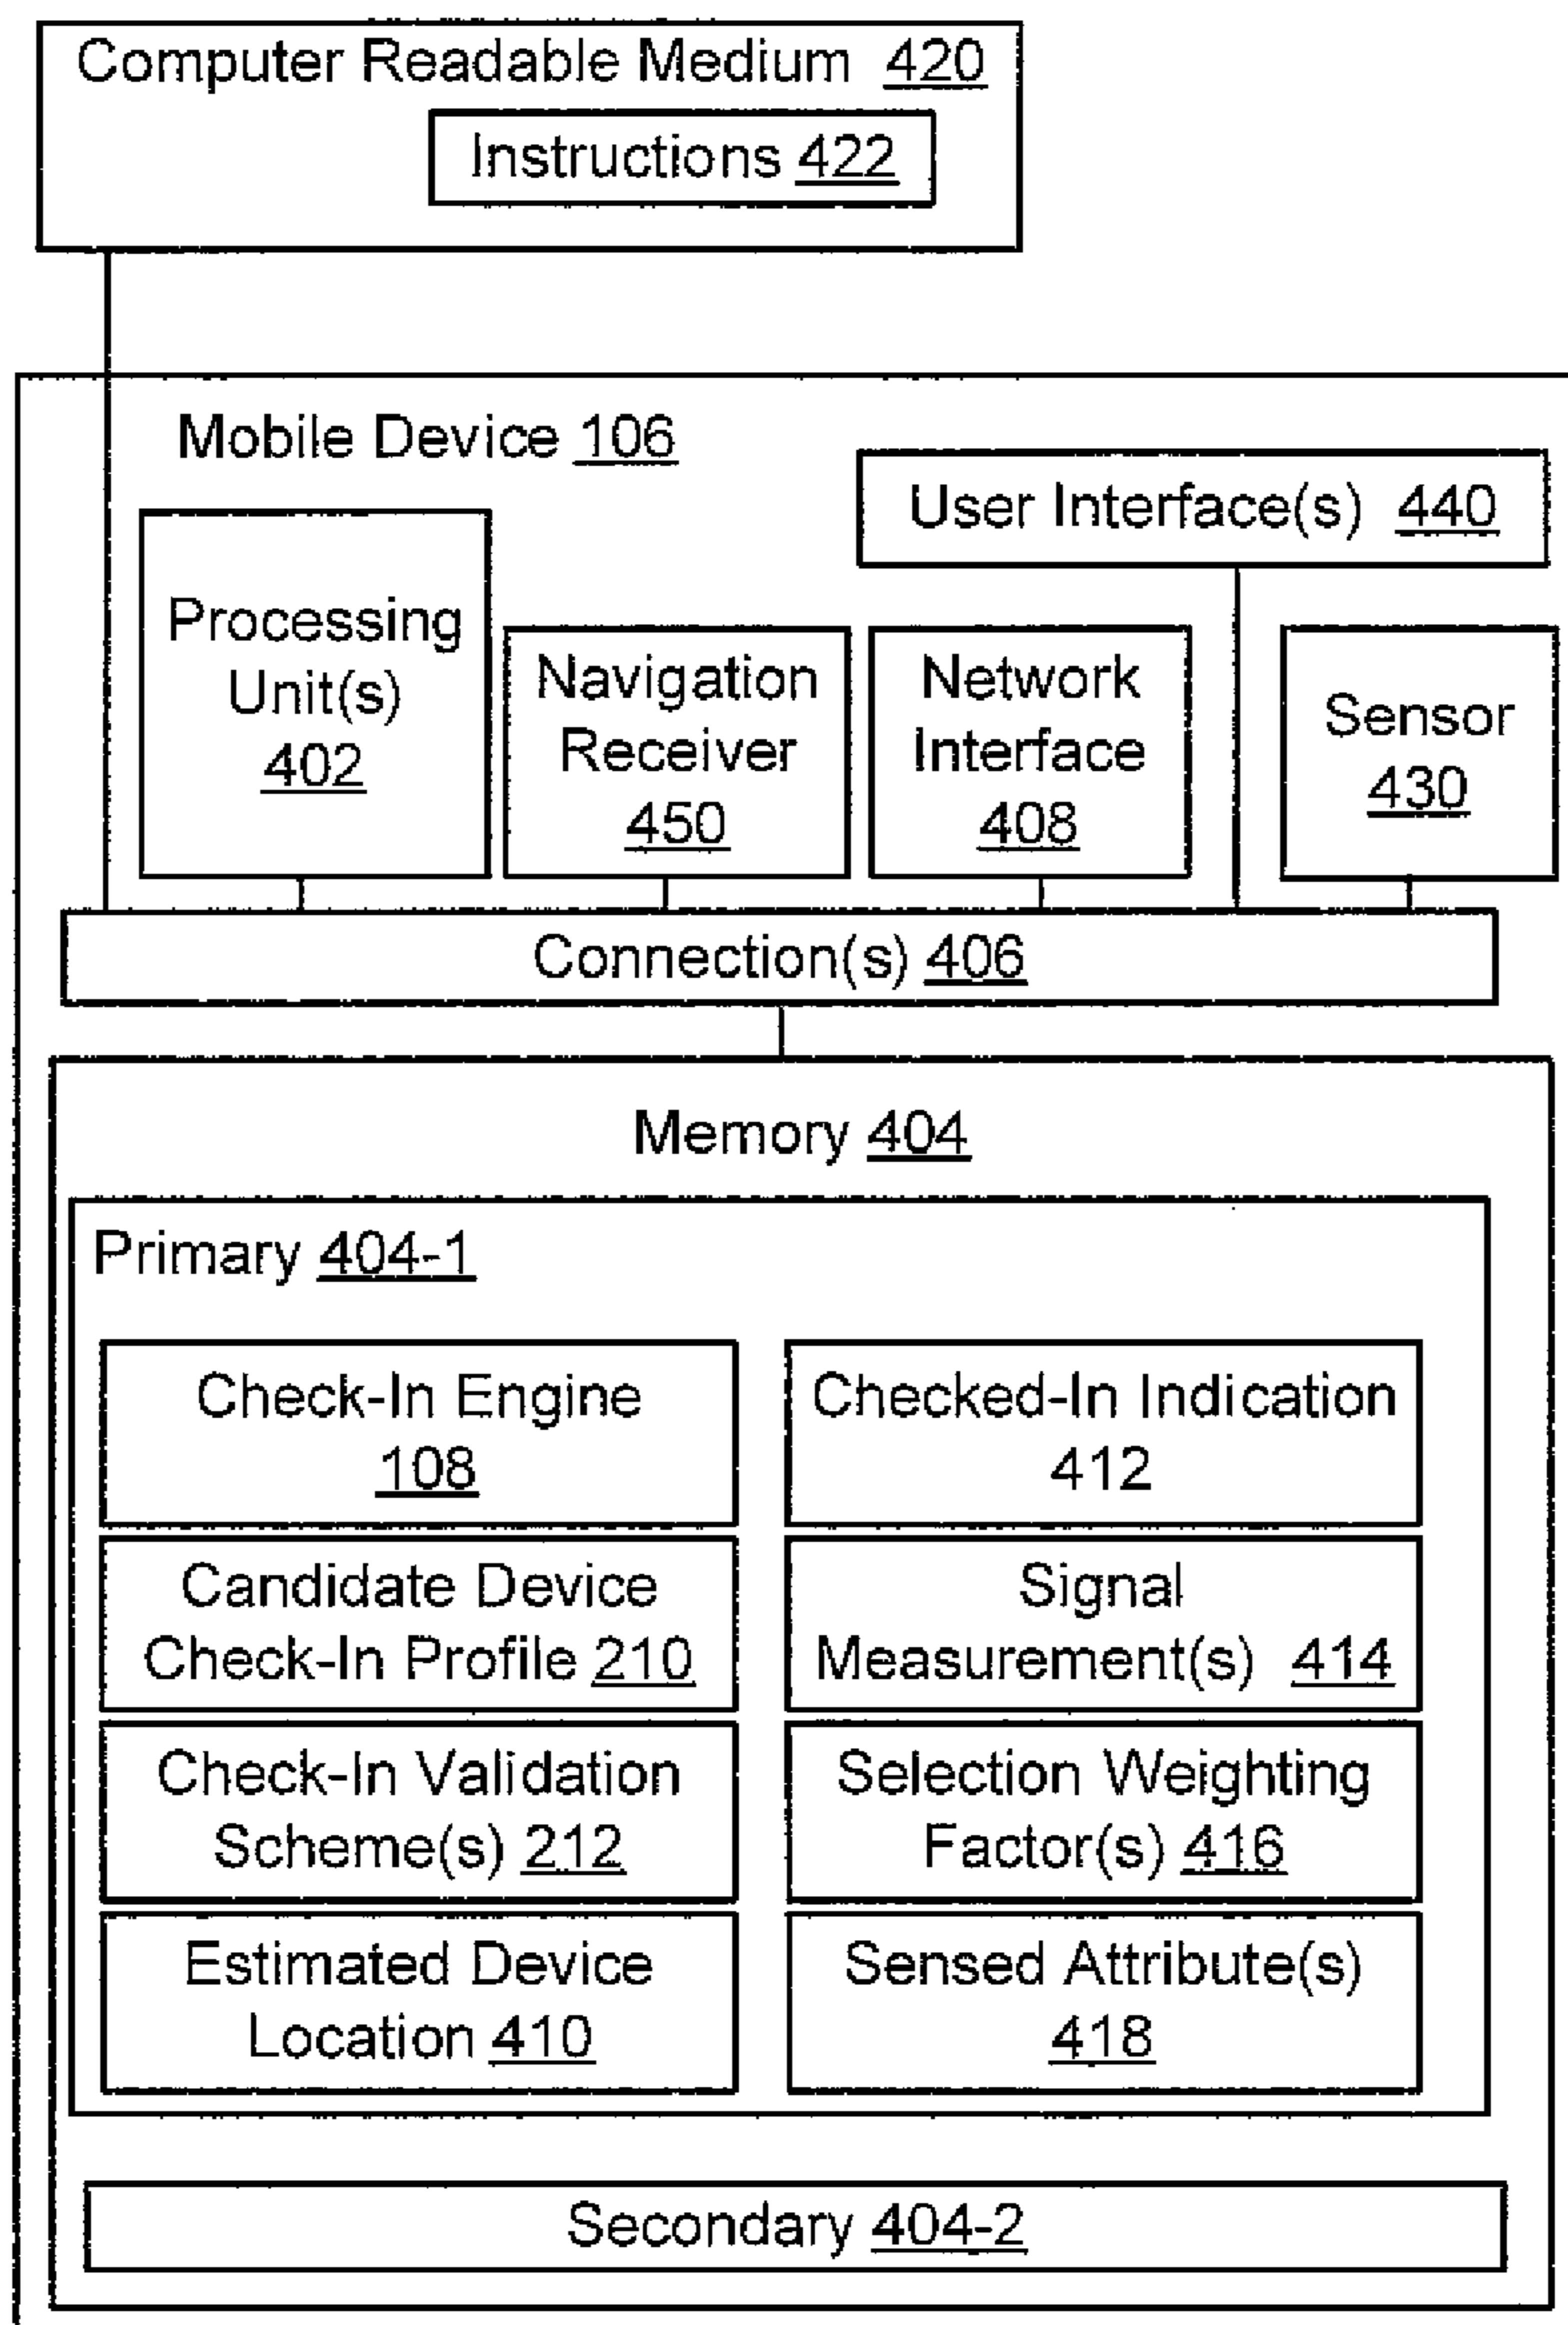 Computer Readable Medium 420
Instructions 422
Mobile Device 106
User Interface(s) 440
Processing
Unit(s)
402
Navigation
Receiver
450
Network
Interface
408
Sensor
430
Connection(s) 406
Memory 404
Primary 404-1
Check-In Engine
108
Checked-In Indication
412
Candidate Device
Check-In Profile 210
Signal
Measurement(s) 414
Check-In Validation
Scheme(s) 212
Selection Weighting
Factor(s) 416
Estimated Device
Location 410
Sensed Attribute(s)
418
Secondary 404-2